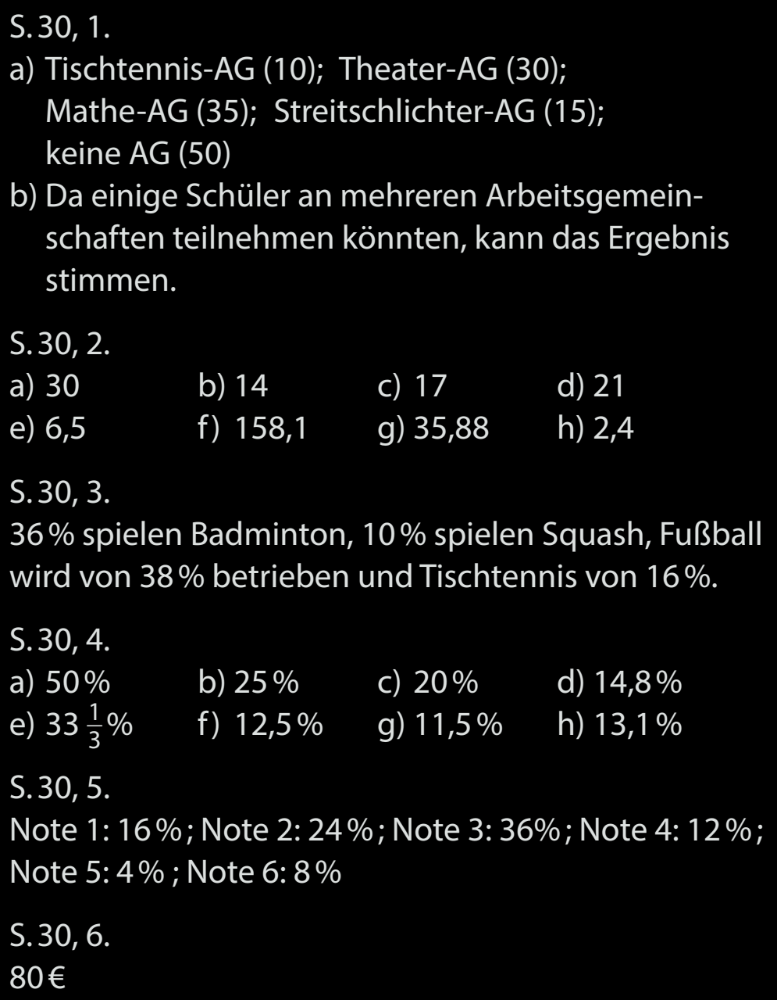 S. 30, 1.
a) Tischtennis-AG (10); Theater-AG (30);
Mathe-AG (35); Streitschlichter-AG (15);
keine AG (50)
b) Da einige Schüler an mehreren Arbeitsgemein-
schaften teilnehmen könnten, kann das Ergebnis
stimmen.
S. 30, 2.
a) 30 b) 14 c) 17 d) 21
e) 6,5 f) 158,1 g) 35,88 h) 2,4
S. 30, 3.
36 % spielen Badminton, 10 % spielen Squash, Fußball
wird von 38 % betrieben und Tischtennis von 16 %.
S. 30, 4.
a) 50 % b) 25 % c) 20 % d) 14,8 %
e) 33 1/3 % f) 12,5 % g) 11,5 % h) 13,1 %
S. 30, 5.
Note 1: 16 % ; Note 2: 24 % ; Note 3: 36% ; Note 4: 12 % ;
Note 5: 4 % ; Note 6: 8 %
S. 30, 6.
80 €